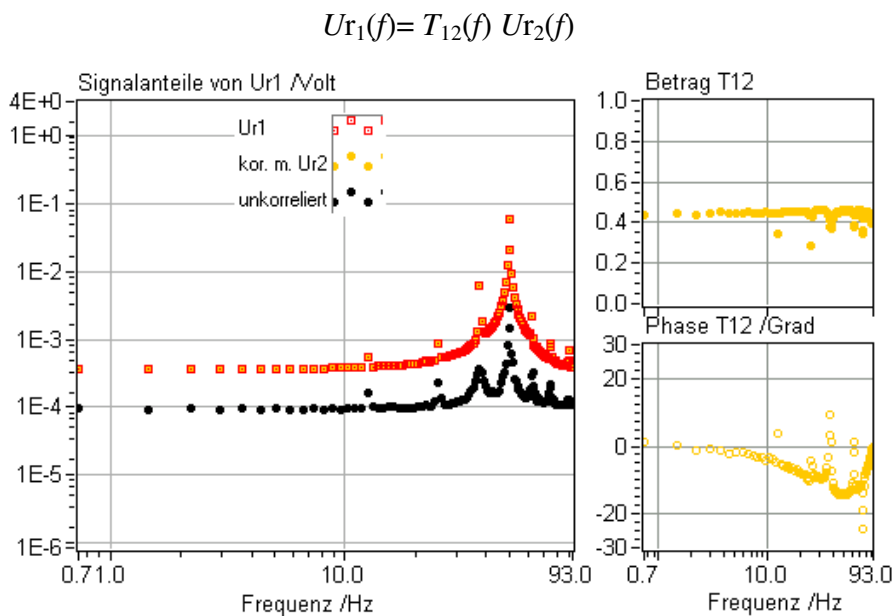 Ur₁(f)= T₁₂(f) Ur₂(f)
Signalanteile von Ur1 /Volt
4E+0
1E+0
1E-1
1E-2
1E-3
1E-4
1E-5
1E-6
Ur1
kor. m. Ur2
unkorreliert
0.71.0 10.0 93.0
Frequenz /Hz
Betrag T12
1.0
0.8
0.6
0.4
0.2
0.0
Phase T12 /Grad
30
20
0
-20
-30
0.7 10.0 93.0
Frequenz /Hz